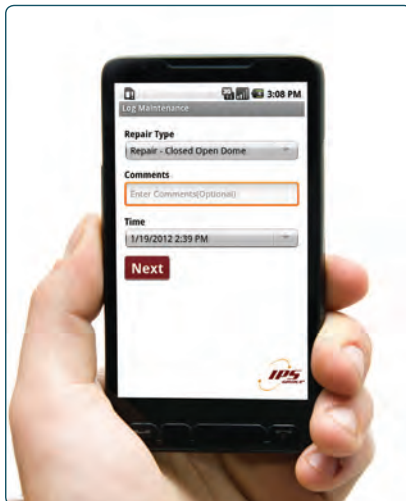 3:08 PM
Log Maintenance
Repair Type
Repair - Closed Open Dome
Comments
Enter Comments(Optional)
Time
1/19/2012 2:39 PM
Next
IPS
GROUP